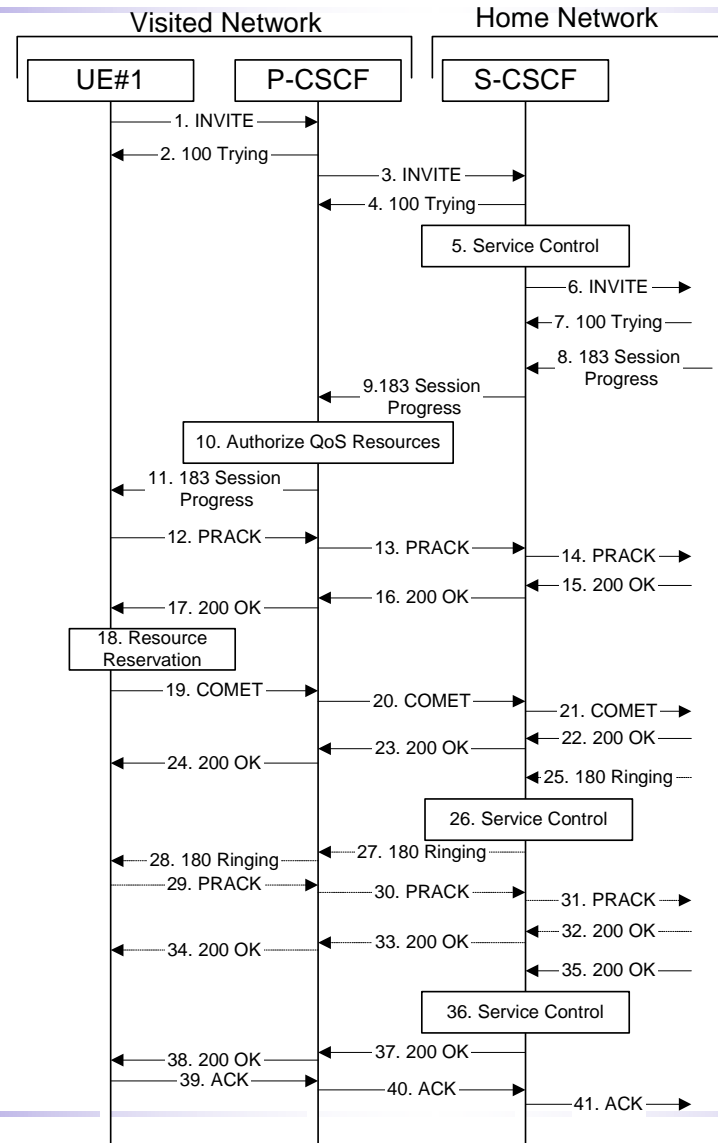 Visited Network
Home Network
UE#1
P-CSCF
S-CSCF
1. INVITE
2. 100 Trying
3. INVITE
4. 100 Trying
5. Service Control
6. INVITE
7. 100 Trying
8. 183 Session
Progress
9.183 Session
Progress
10. Authorize QoS Resources
11. 183 Session
Progress
12. PRACK
13. PRACK
14. PRACK
15. 200 OK
16. 200 OK
17. 200 OK
18. Resource
Reservation
19. COMET
20. COMET
21. COMET
22. 200 OK
23. 200 OK
24. 200 OK
25. 180 Ringing
26. Service Control
27. 180 Ringing
28. 180 Ringing
29. PRACK
30. PRACK
31. PRACK
32. 200 OK
33. 200 OK
34. 200 OK
35. 200 OK
36. Service Control
37. 200 OK
38. 200 OK
39. ACK
40. ACK
41. ACK